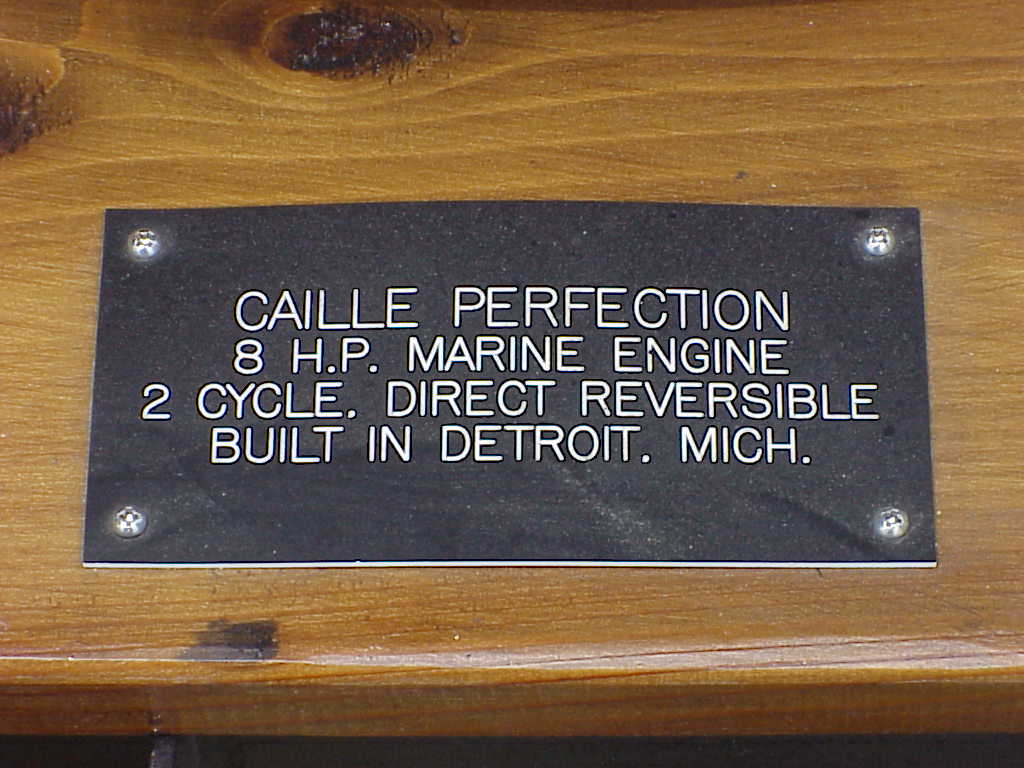 CAILLE PERFECTION
8 H.P. MARINE ENGINE
2 CYCLE. DIRECT REVERSIBLE
BUILT IN DETROIT. MICH.